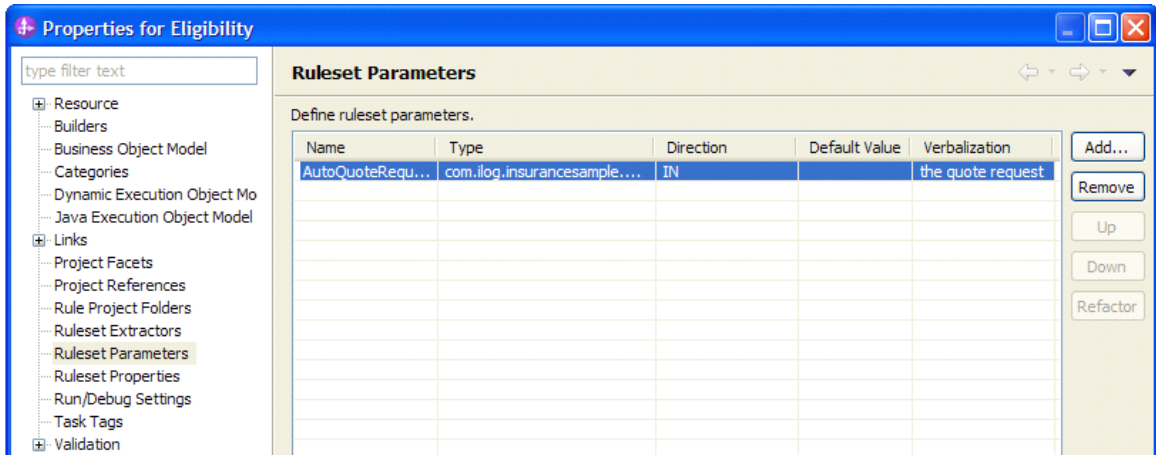 Properties for Eligibility
type filter text
Resource
Builders
Business Object Model
Categories
Dynamic Execution Object Mo
Java Execution Object Model
Links
Project Facets
Project References
Rule Project Folders
Ruleset Extractors
Ruleset Parameters
Ruleset Properties
Run/Debug Settings
Task Tags
Validation
Ruleset Parameters
Define ruleset parameters.
Name Type Direction Default Value Verbalization
AutoQuoteRequ... com.ilog.insurancesample.... IN the quote request
Add...
Remove
Up
Down
Refactor